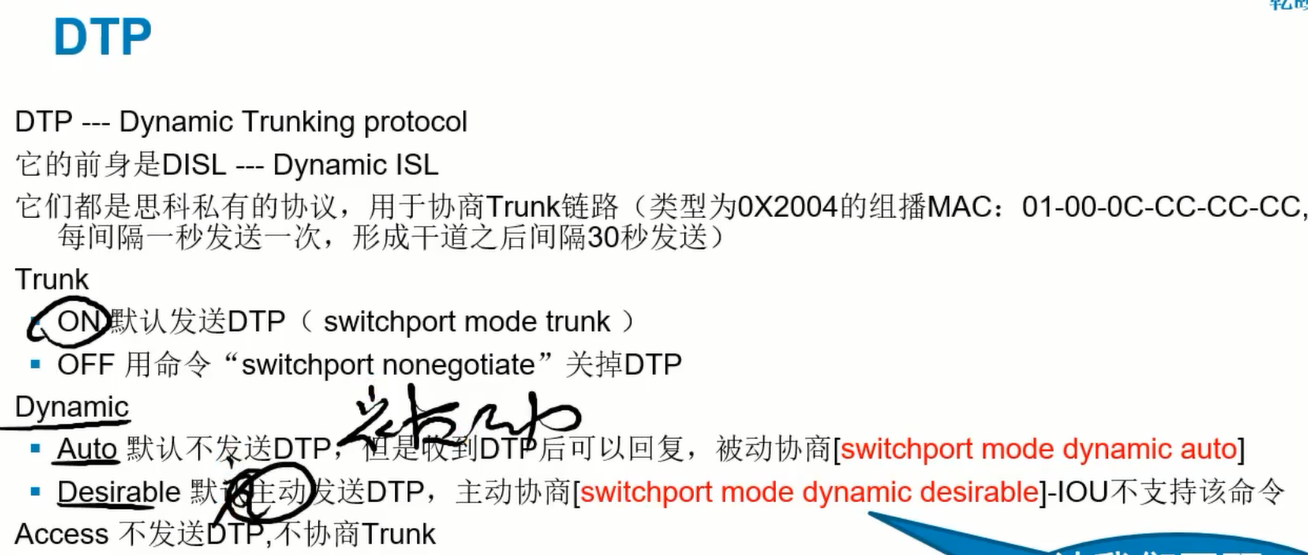 DTP
DTP --- Dynamic Trunking protocol
它的前身是DISL --- Dynamic ISL
它们都是思科私有的协议，用于协商Trunk链路（类型为0X2004的组播MAC：01-00-0C-CC-CC-CC,
每间隔一秒发送一次，形成干道之后间隔30秒发送）
Trunk
ON 默认发送DTP（ switchport mode trunk ）
OFF 用命令“switchport nonegotiate”关掉DTP
Dynamic
Auto 默认不发送DTP，但是收到DTP后可以回复，被动协商[switchport mode dynamic auto]
Desirable 默认主动发送DTP，主动协商[switchport mode dynamic desirable]-IOU不支持该命令
Access 不发送DTP,不协商Trunk